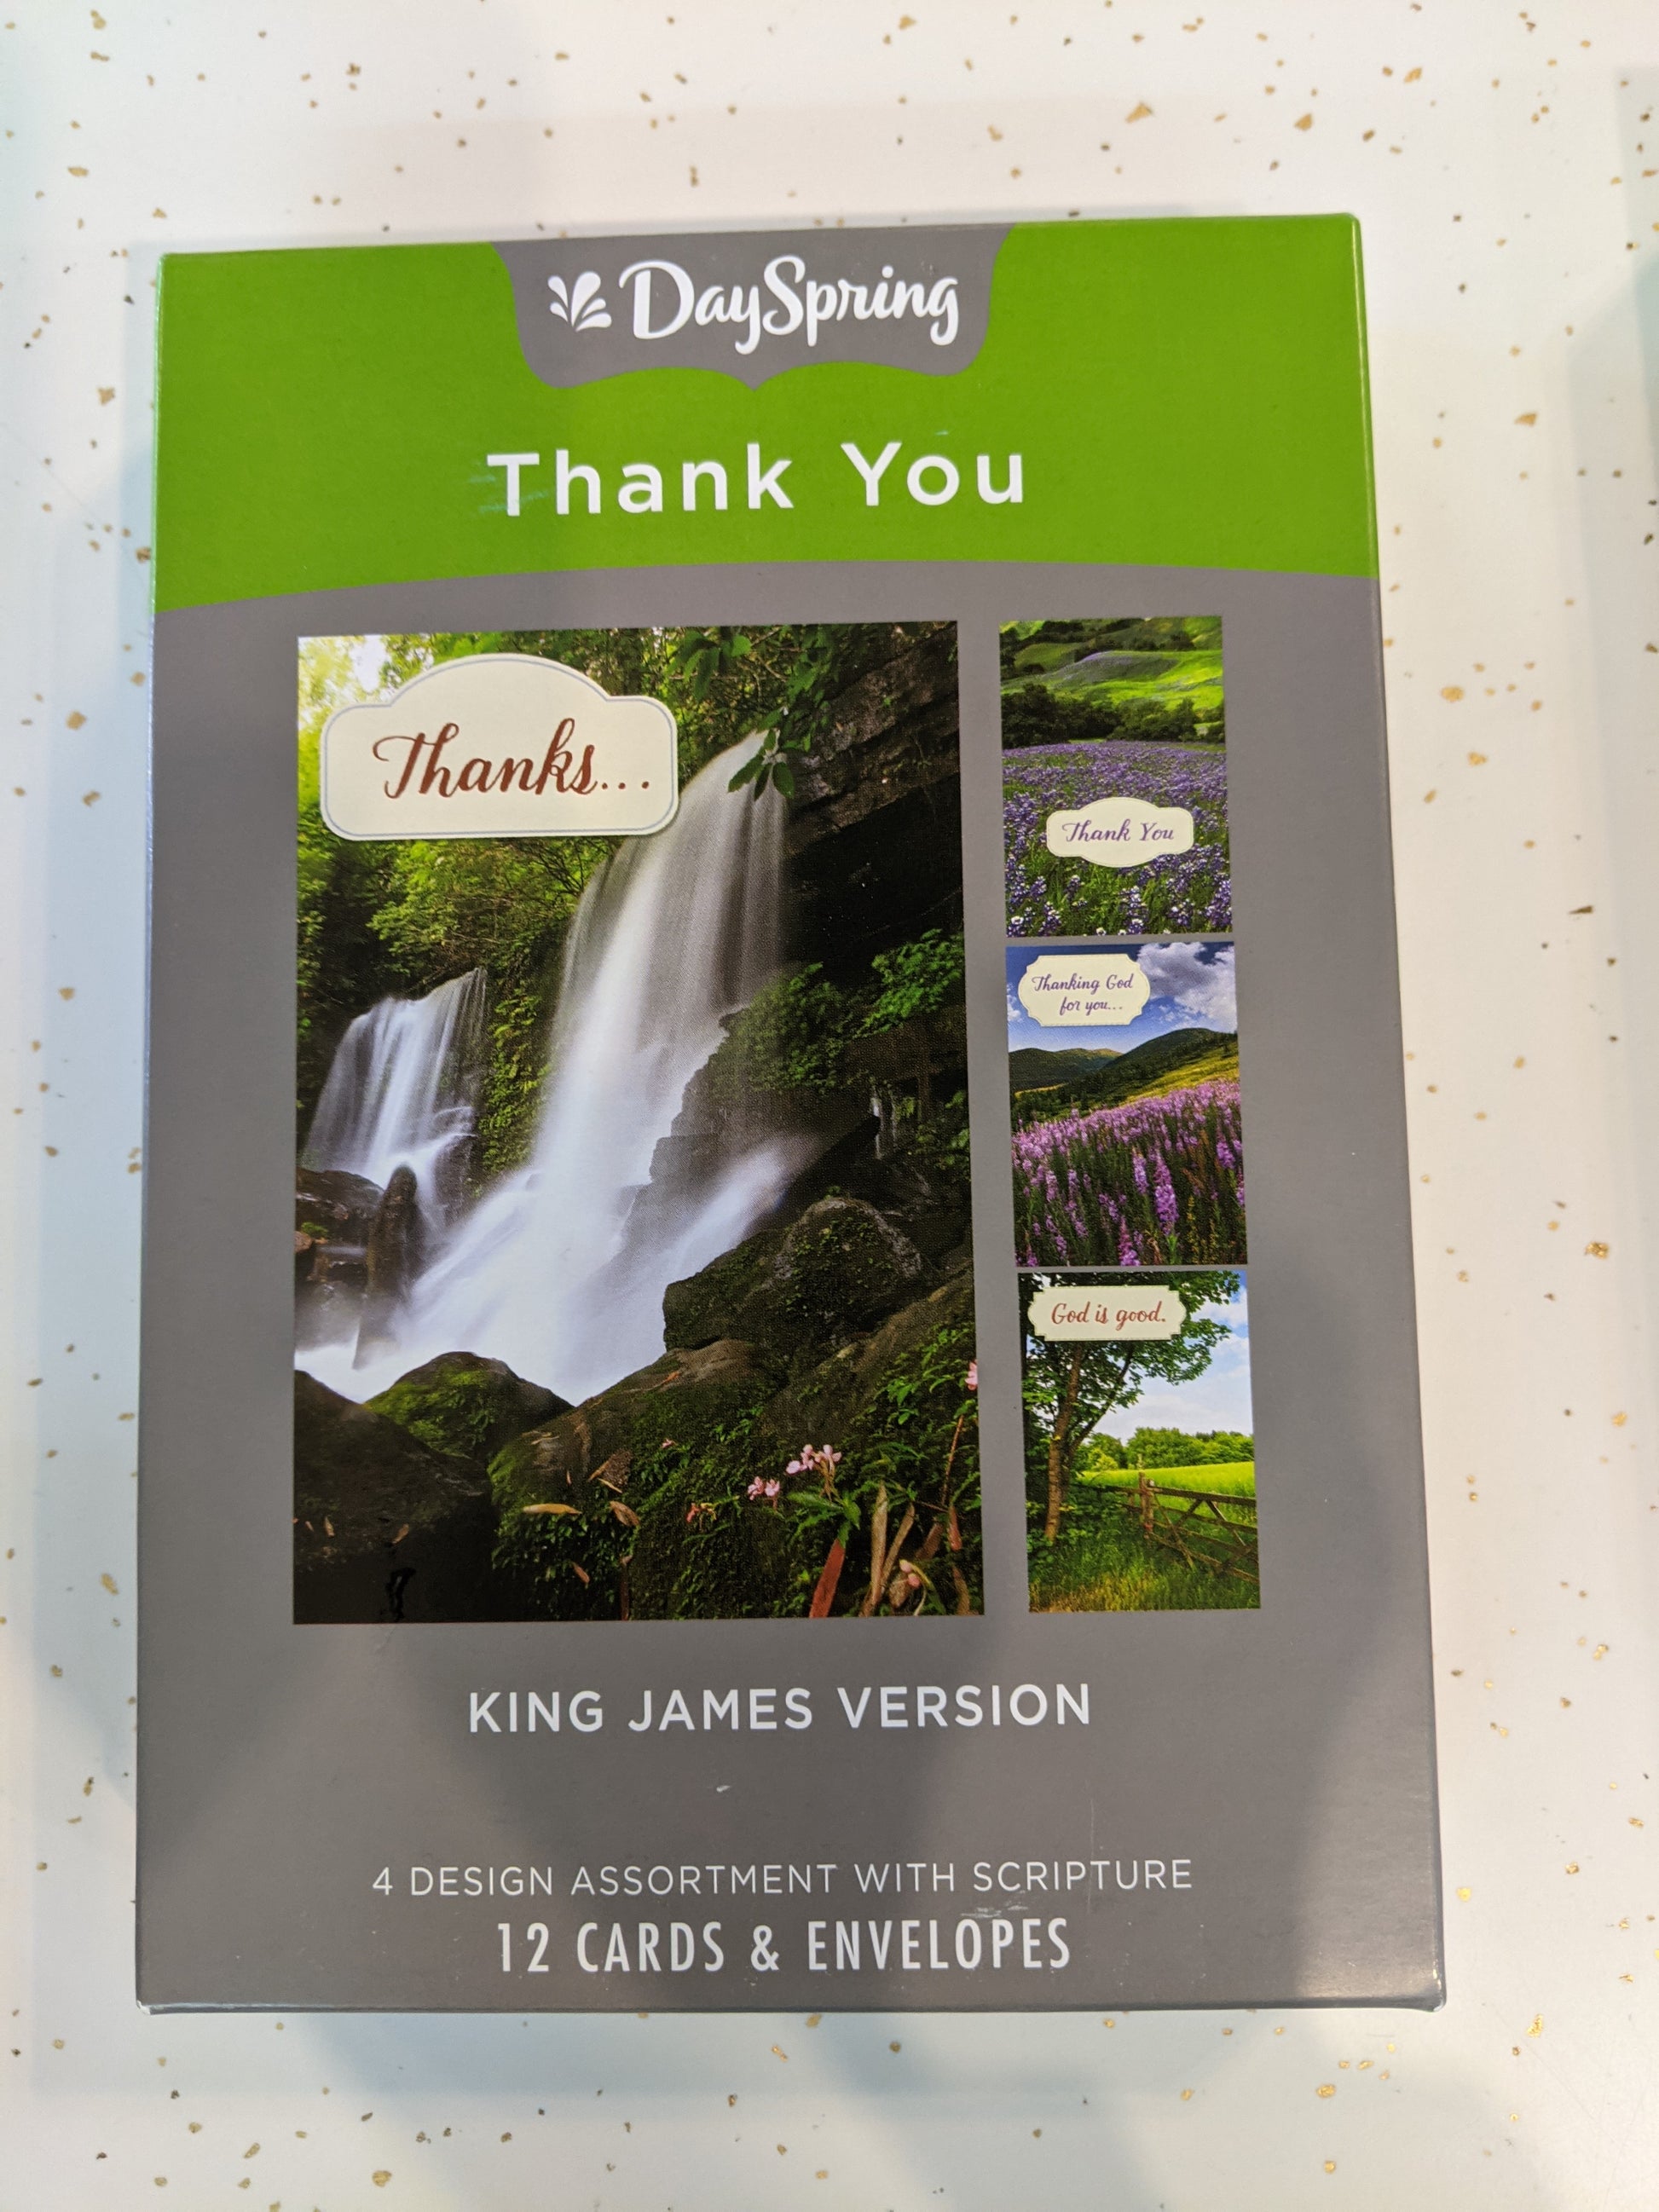 DaySpring
Thank You
Thanks...
Thank You
Thanking God
for you...
God is good.
KING JAMES VERSION
4 DESIGN ASSORTMENT WITH SCRIPTURE
12 CARDS & ENVELOPES